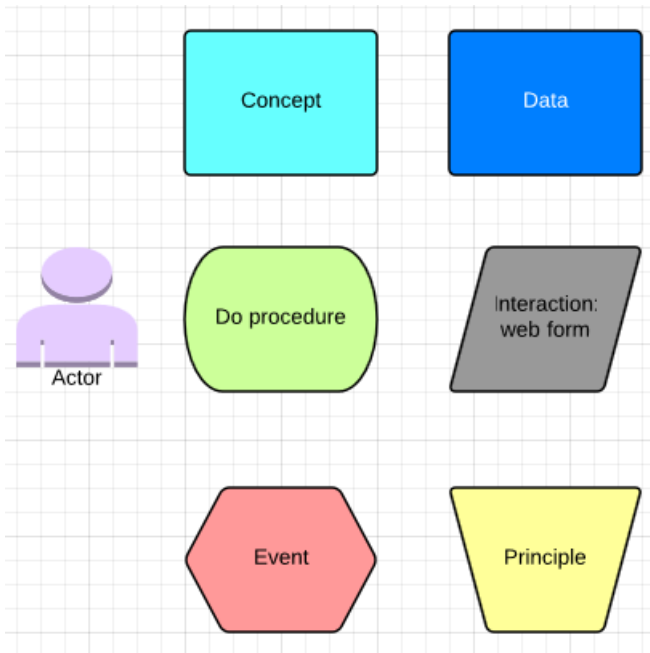 Concept
Data
Actor
Do procedure
Interaction:
web form
Event
Principle